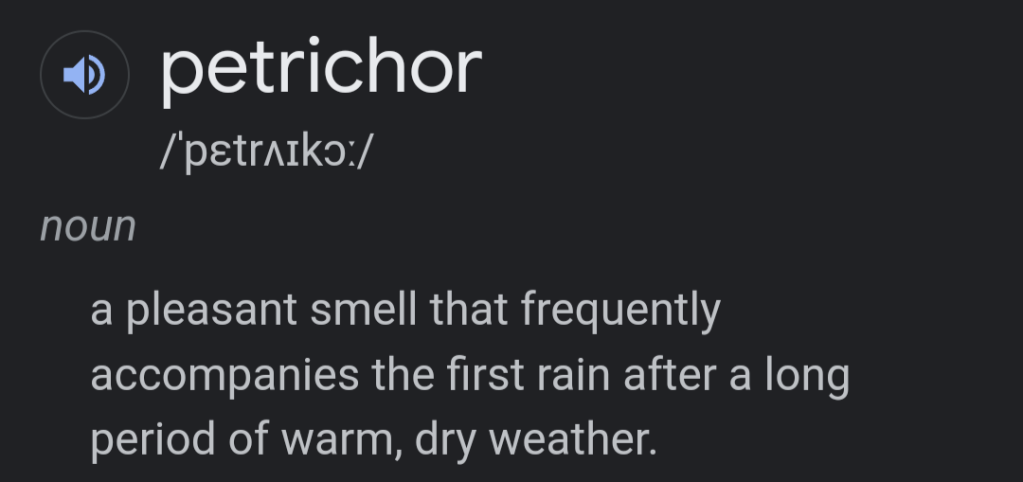 petrichor
/ˈpɛtrʌɪkɔː/
noun
a pleasant smell that frequently
accompanies the first rain after a long
period of warm, dry weather.